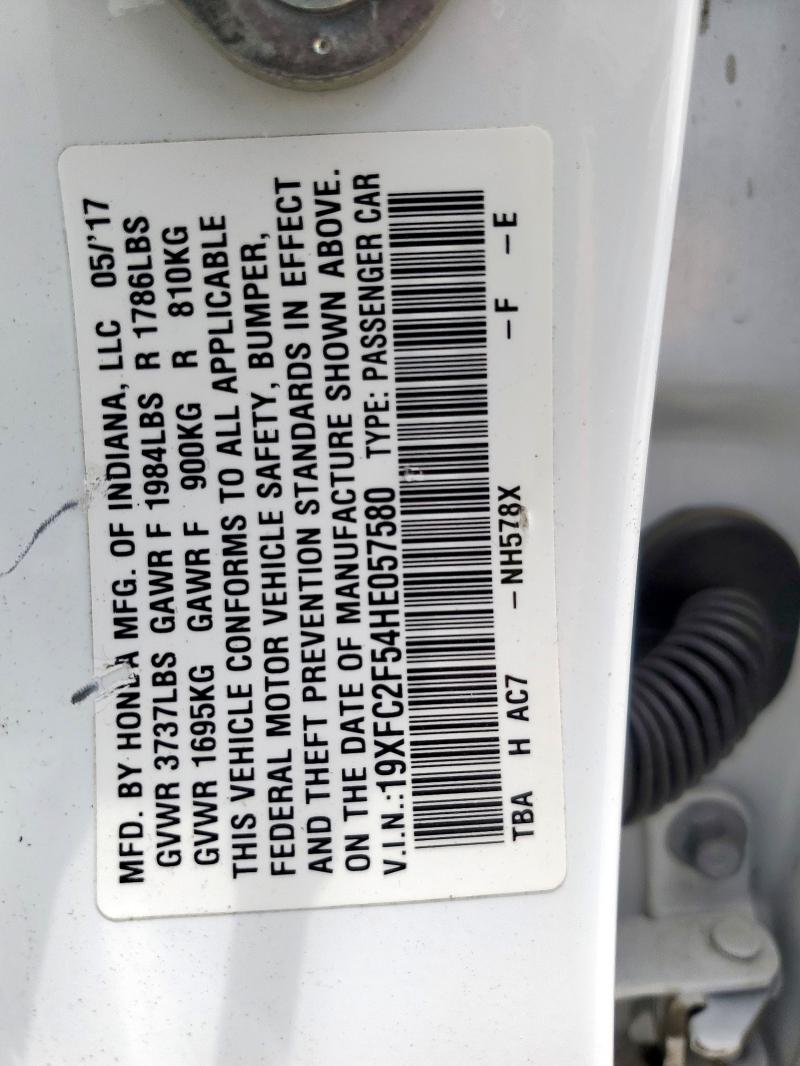 MFD. BY HONDA MFG. OF INDIANA, LLC 05/'17
GVWR 3737LBS GAWR F 1984LBS R 1786LBS
GVWR 1695KG GAWR F 900KG R 810KG
THIS VEHICLE CONFORMS TO ALL APPLICABLE
FEDERAL MOTOR VEHICLE SAFETY, BUMPER,
AND THEFT PREVENTION STANDARDS IN EFFECT
ON THE DATE OF MANUFACTURE SHOWN ABOVE.
V.I.N.:19XFC2F54HE057580 TYPE: PASSENGER CAR
TBA H AC7 –NH578X –F –E